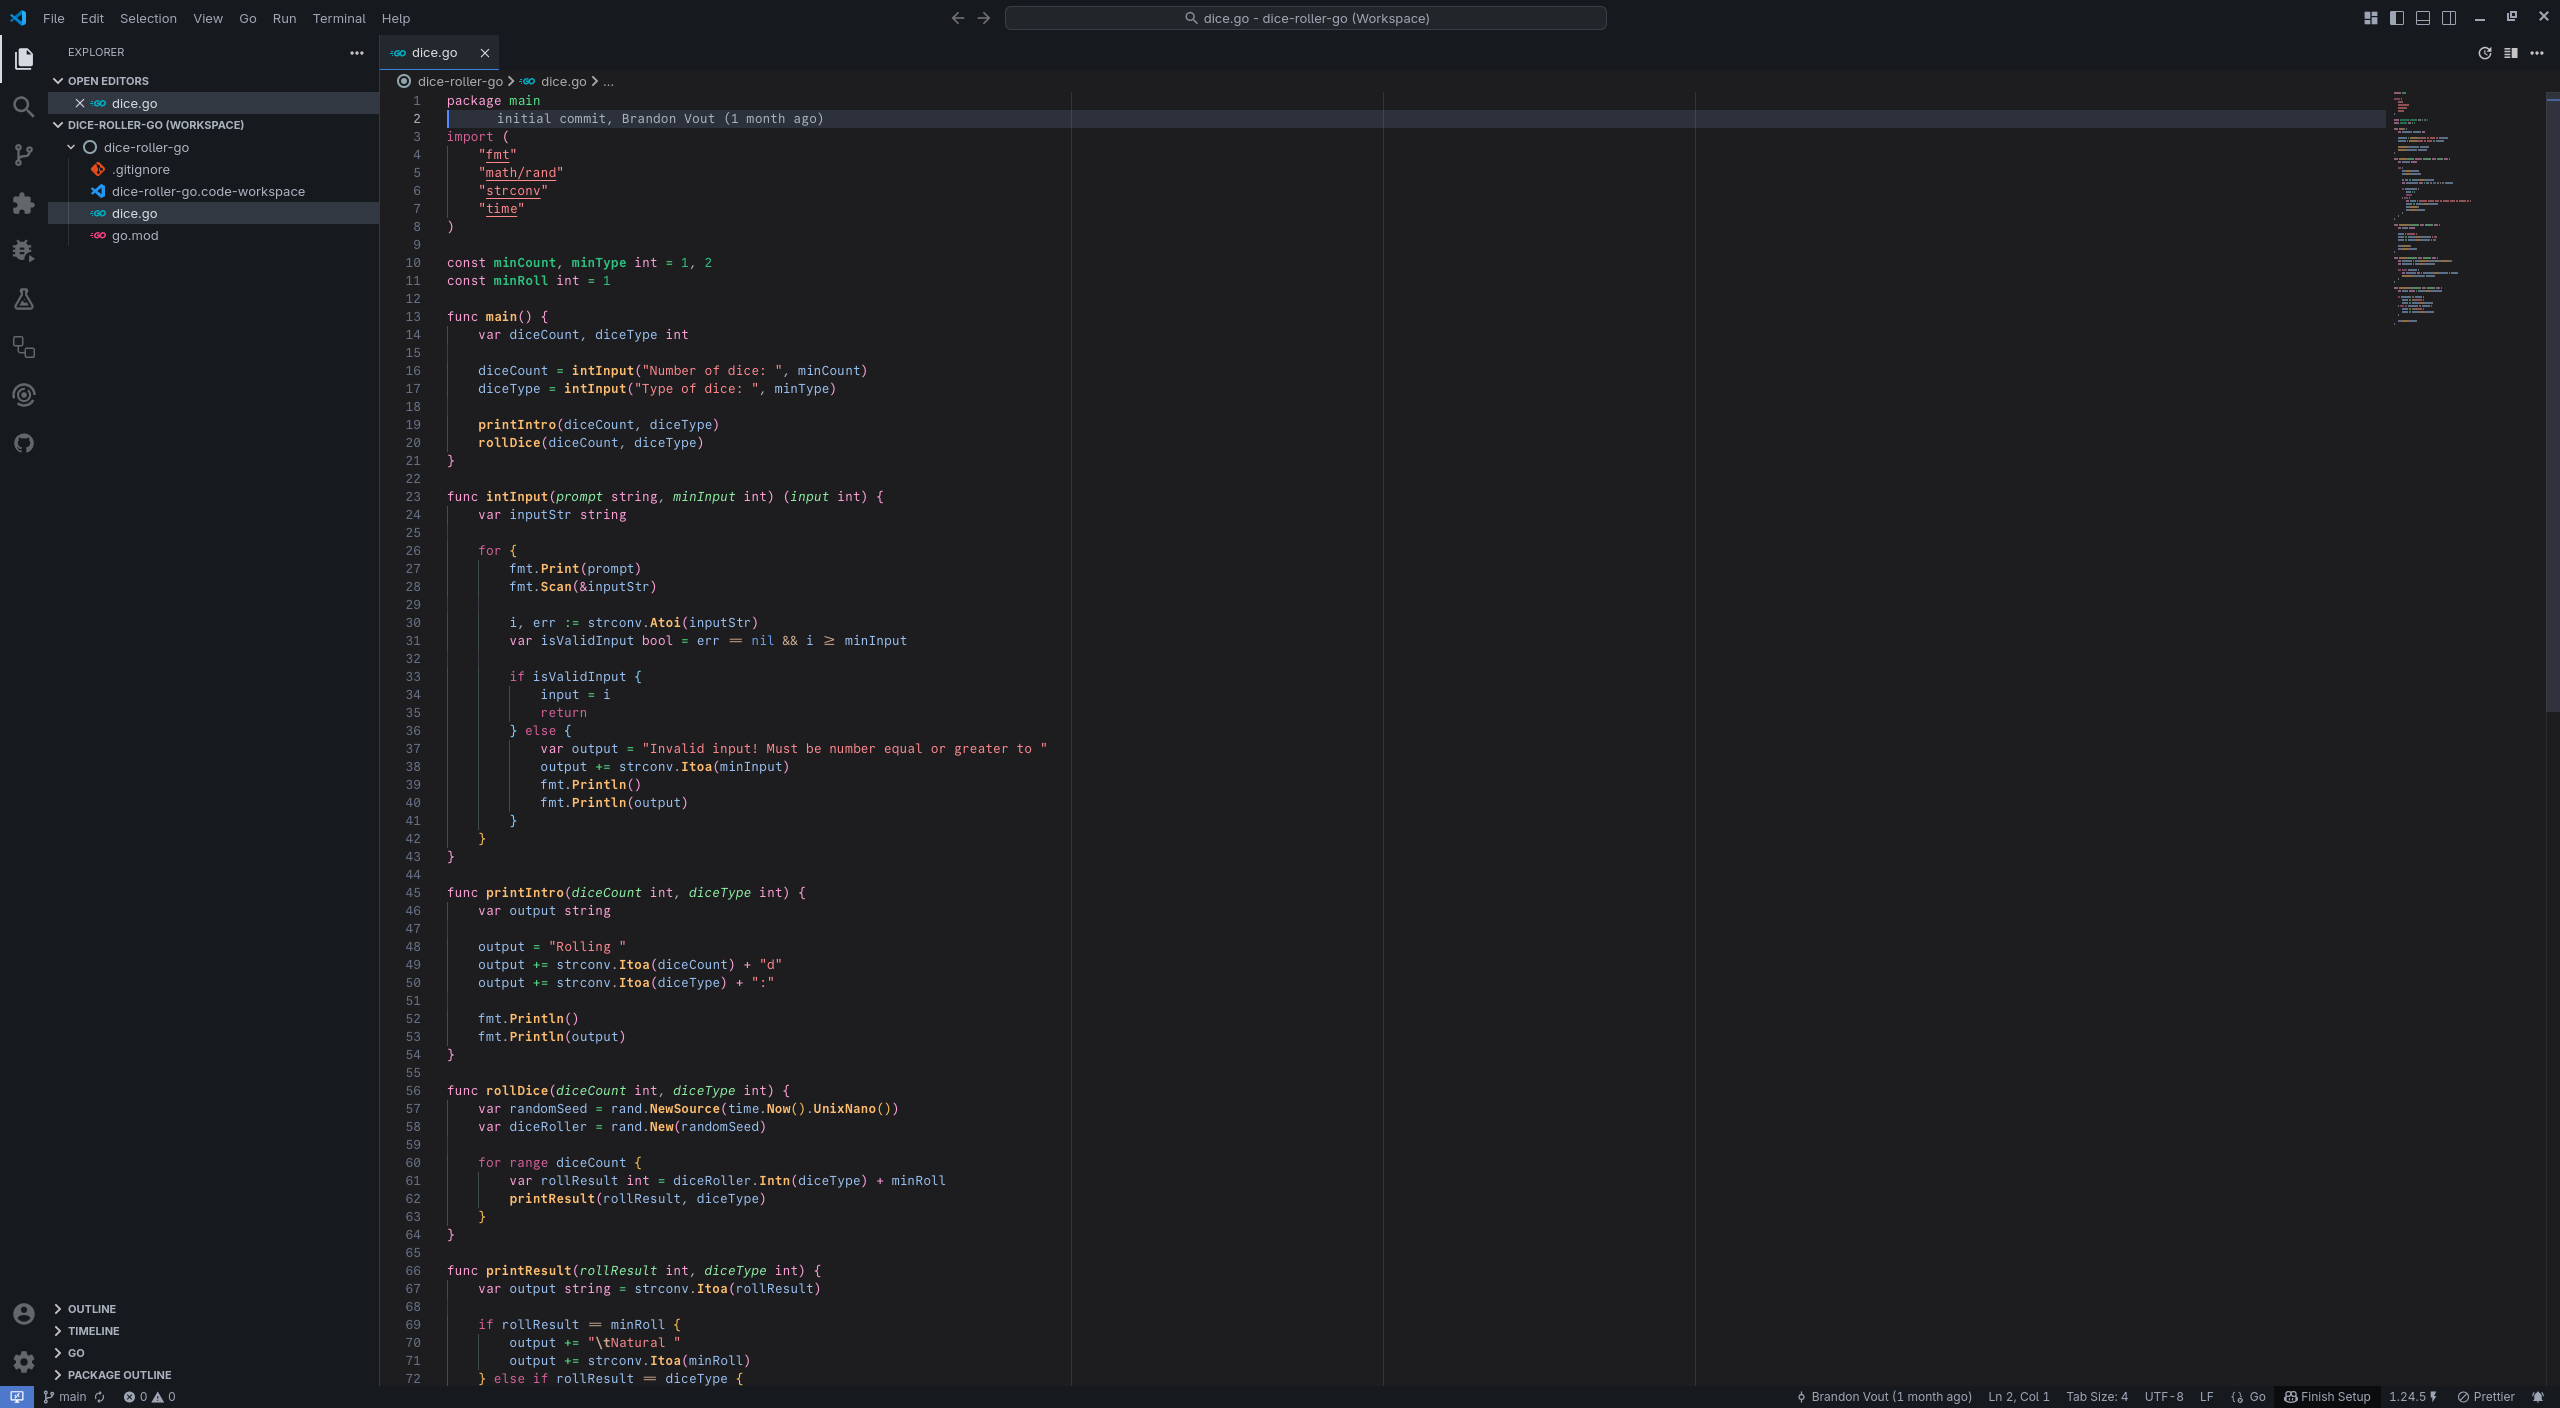 File Edit Selection View Go Run Terminal Help
dice.go - dice-roller-go (Workspace)
EXPLORER
OPEN EDITORS
dice.go
DICE-ROLLER-GO (WORKSPACE)
dice-roller-go
.gitignore
dice-roller-go.code-workspace
dice.go
go.mod
OUTLINE
TIMELINE
GO
PACKAGE OUTLINE
dice.go
dice-roller-go > dice.go > ...
1 package main
2 initial commit, Brandon Vout (1 month ago)
3 import (
4 "fmt"
5 "math/rand"
6 "strconv"
7 "time"
8 )
9
10 const minCount, minType int = 1, 2
11 const minRoll int = 1
12
13 func main() {
14 var diceCount, diceType int
15
16 diceCount = intInput("Number of dice: ", minCount)
17 diceType = intInput("Type of dice: ", minType)
18
19 printIntro(diceCount, diceType)
20 rollDice(diceCount, diceType)
21 }
22
23 func intInput(prompt string, minInput int) (input int) {
24 var inputStr string
25
26 for {
27 fmt.Print(prompt)
28 fmt.Scan(&inputStr)
29
30 i, err := strconv.Atoi(inputStr)
31 var isValidInput bool = err == nil && i ≥ minInput
32
33 if isValidInput {
34 input = i
35 return
36 } else {
37 var output = "Invalid input! Must be number equal or greater to "
38 output += strconv.Itoa(minInput)
39 fmt.Println()
40 fmt.Println(output)
41 }
42 }
43 }
44
45 func printIntro(diceCount int, diceType int) {
46 var output string
47
48 output = "Rolling "
49 output += strconv.Itoa(diceCount) + "d"
50 output += strconv.Itoa(diceType) + ":"
51
52 fmt.Println()
53 fmt.Println(output)
54 }
55
56 func rollDice(diceCount int, diceType int) {
57 var randomSeed = rand.NewSource(time.Now().UnixNano())
58 var diceRoller = rand.New(randomSeed)
59
60 for range diceCount {
61 var rollResult int = diceRoller.Intn(diceType) + minRoll
62 printResult(rollResult, diceType)
63 }
64 }
65
66 func printResult(rollResult int, diceType int) {
67 var output string = strconv.Itoa(rollResult)
68
69 if rollResult == minRoll {
70 output += "\tNatural "
71 output += strconv.Itoa(minRoll)
72 } else if rollResult == diceType {
main 0 0 Brandon Vout (1 month ago) Ln 2, Col 1 Tab Size: 4 UTF-8 LF {} Go Finish Setup 1.24.5 Prettier